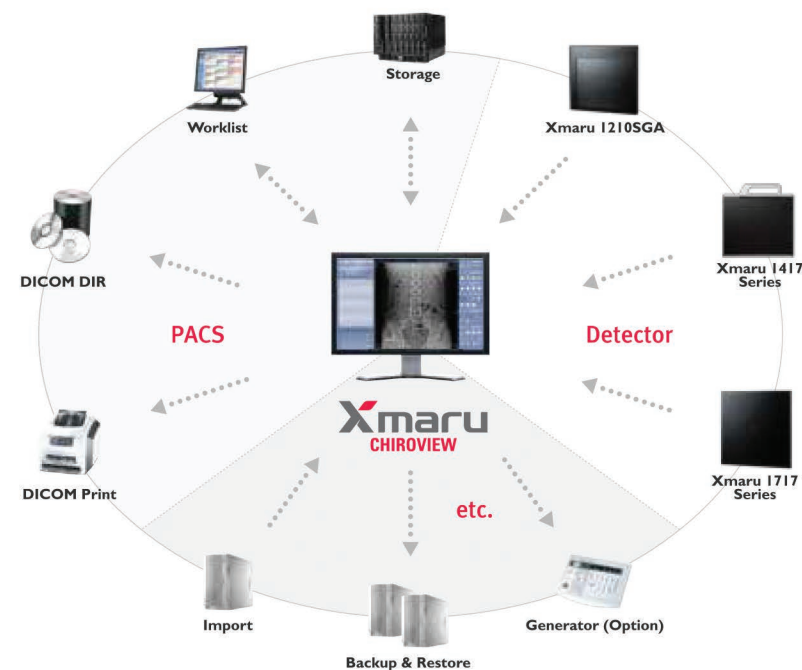 Storage
Worklist
Xmaru 1210SGA
DICOM DIR
Xmaru 1417
Series
PACS
Detector
Xmaru
CHIROVIEW
DICOM Print
Xmaru 1717
Series
etc.
Import
Generator (Option)
Backup & Restore